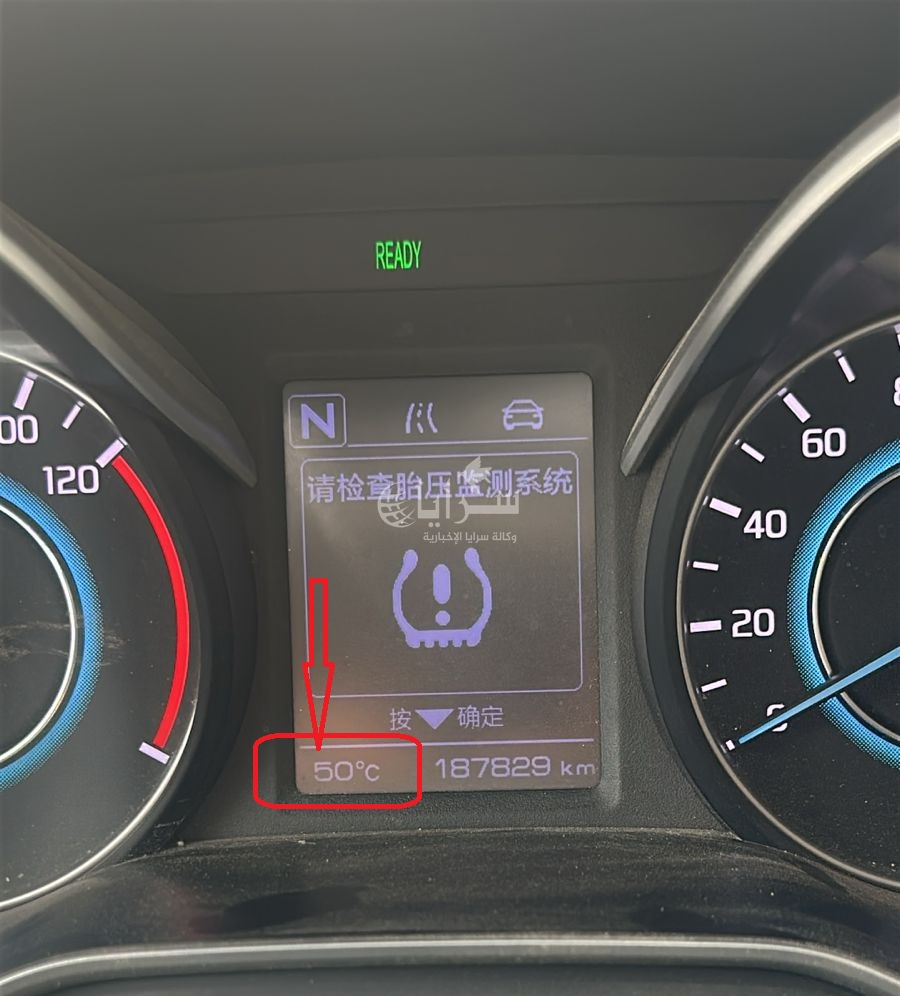 READY
N
请检查胎压监测系统
سرايا
وكالة سرايا الإخبارية
120
60
40
20
0
按 确定
50°C 187829 km